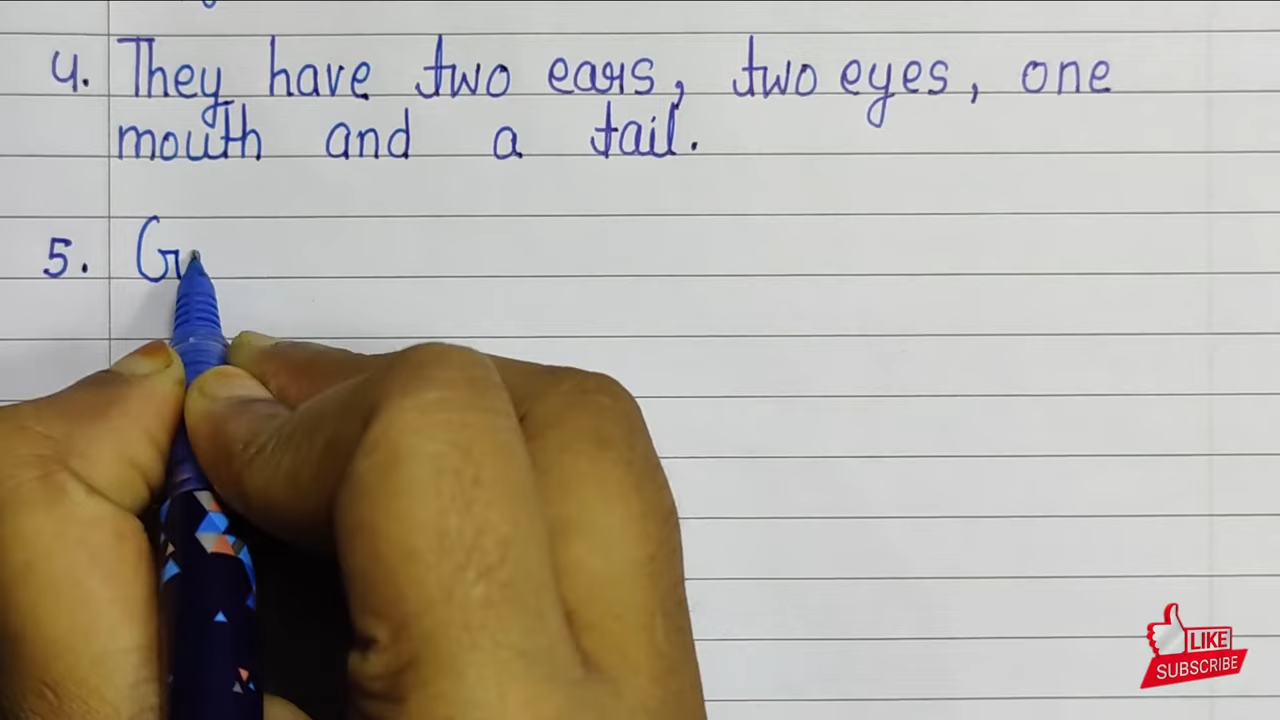 4. They have two ears, two eyes, one
mouth and a tail.
5. G
LIKE
SUBSCRIBE